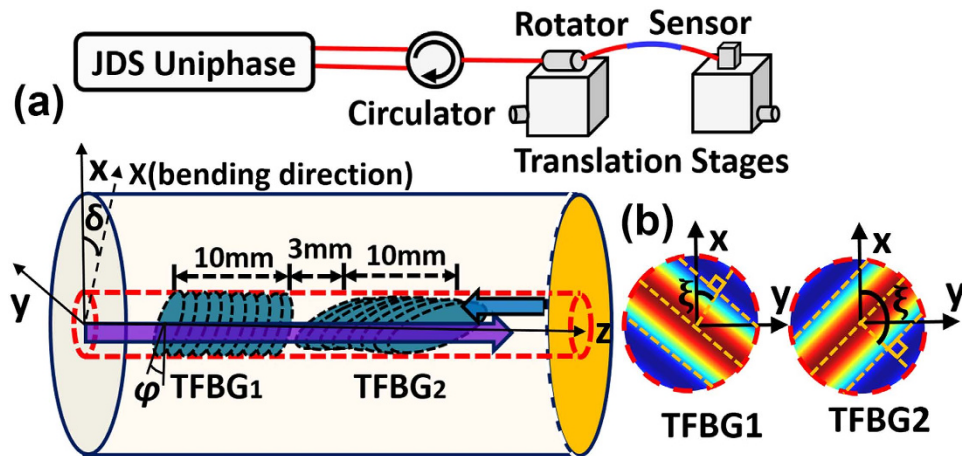 Rotator Sensor
JDS Uniphase
Circulator
Translation Stages
(a)
x
X(bending direction)
δ
10mm 3mm 10mm
y
z
φ
TFBG1 TFBG2
(b)
x x
ξ ξ
y y
TFBG1 TFBG2